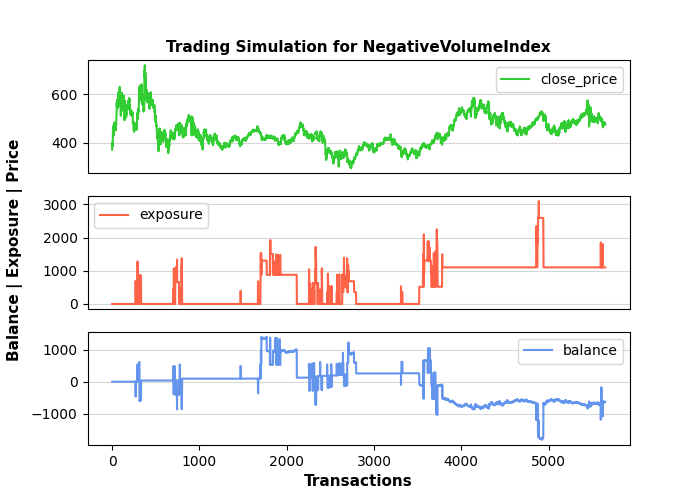 Trading Simulation for NegativeVolumeIndex
close_price
600
400
exposure
3000
2000
1000
0
balance
1000
0
−1000
0
1000
2000
3000
4000
5000
Balance | Exposure | Price
Transactions